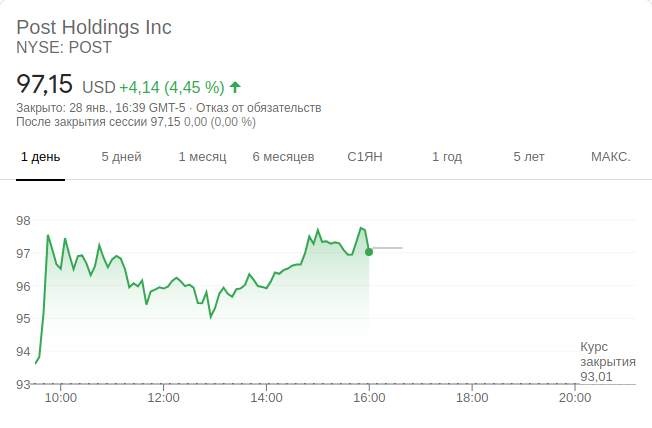 Post Holdings Inc
NYSE: POST
97,15 USD +4,14 (4,45 %)
Закрыто: 28 янв., 16:39 GMT-5 · Отказ от обязательств
После закрытия сессии 97,15 0,00 (0,00 %)
1 день 5 дней 1 месяц 6 месяцев С1ЯН 1 год 5 лет МАКС.
98
97
96
95
94
93
Курс
закрытия
93,01
10:00 12:00 14:00 16:00 18:00 20:00